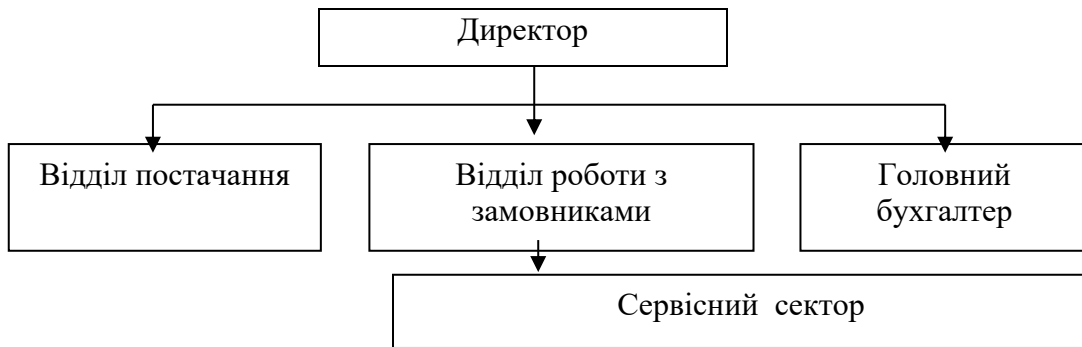 Директор
Відділ постачання
Відділ роботи з
замовниками
Головний
бухгалтер
Сервісний сектор